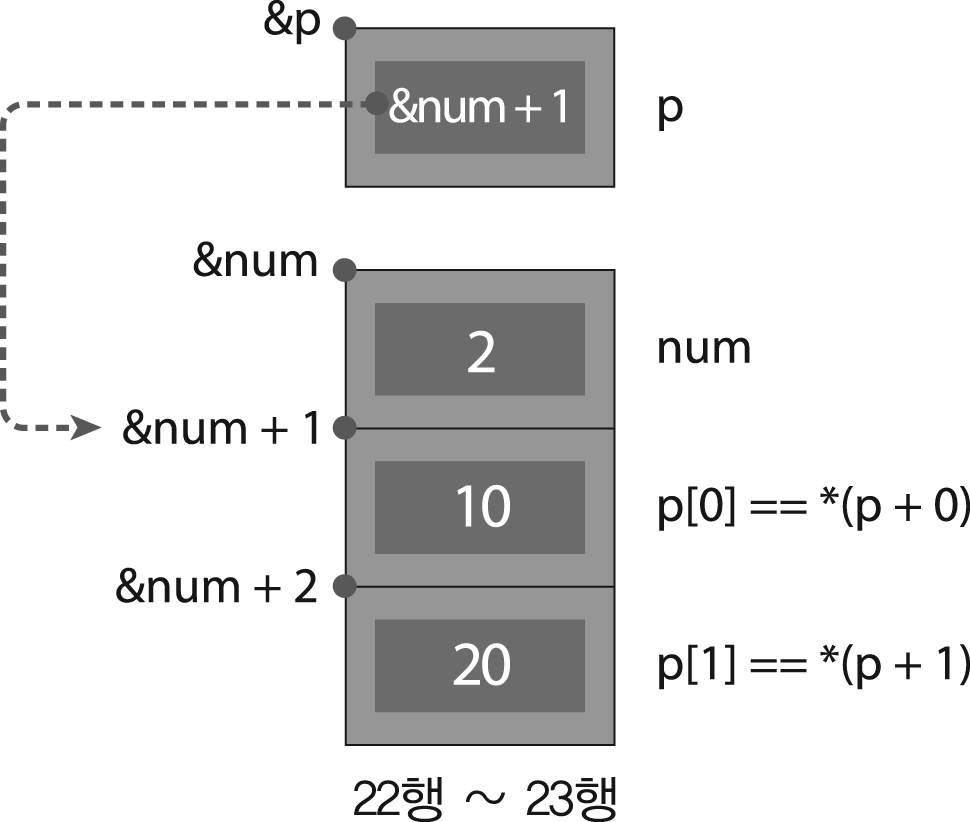 &p
&num + 1 p
&num
2 num
&num + 1
10 p[0] == *(p + 0)
&num + 2
20 p[1] == *(p + 1)
22행 ~ 23행